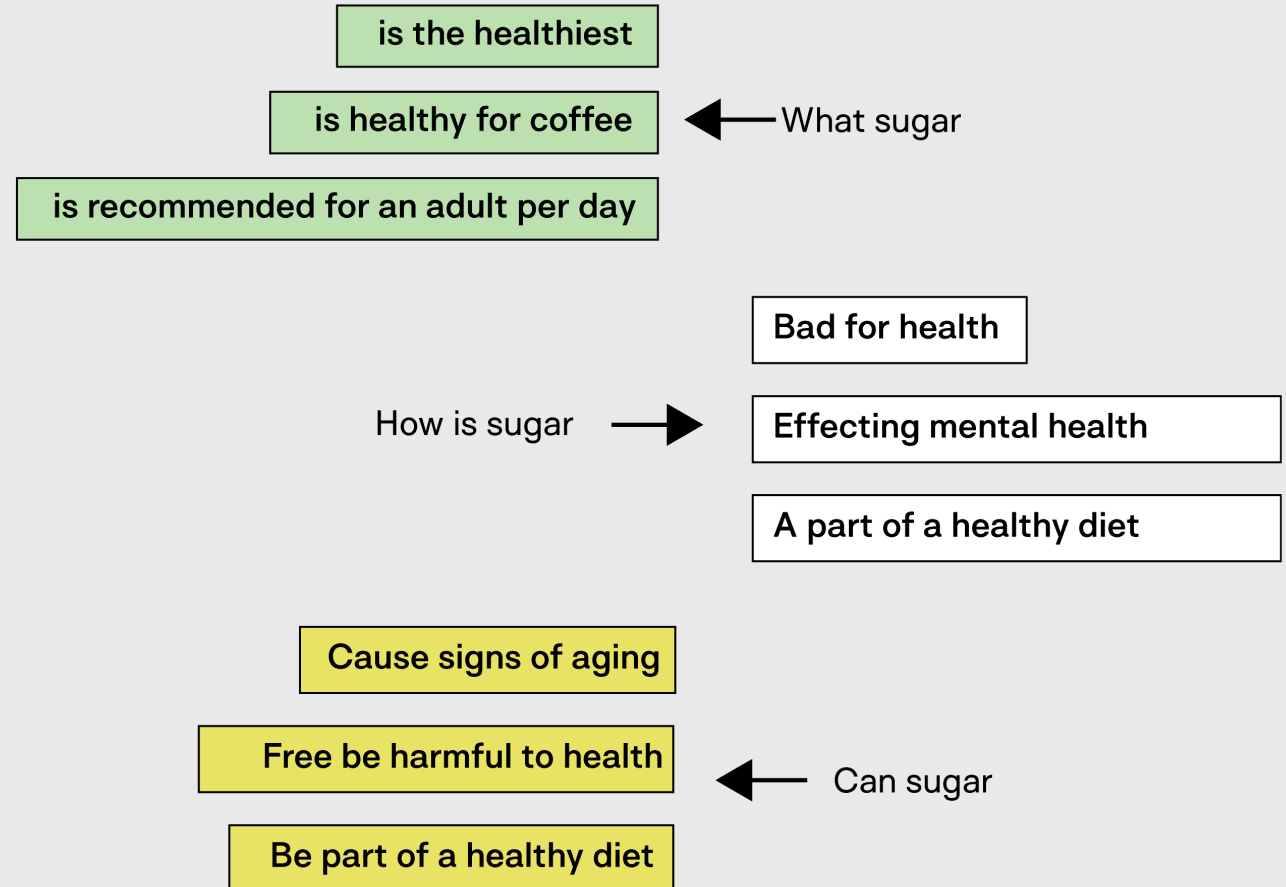 is the healthiest
is healthy for coffee
What sugar
is recommended for an adult per day
Bad for health
How is sugar
Effecting mental health
A part of a healthy diet
Cause signs of aging
Free be harmful to health
Can sugar
Be part of a healthy diet